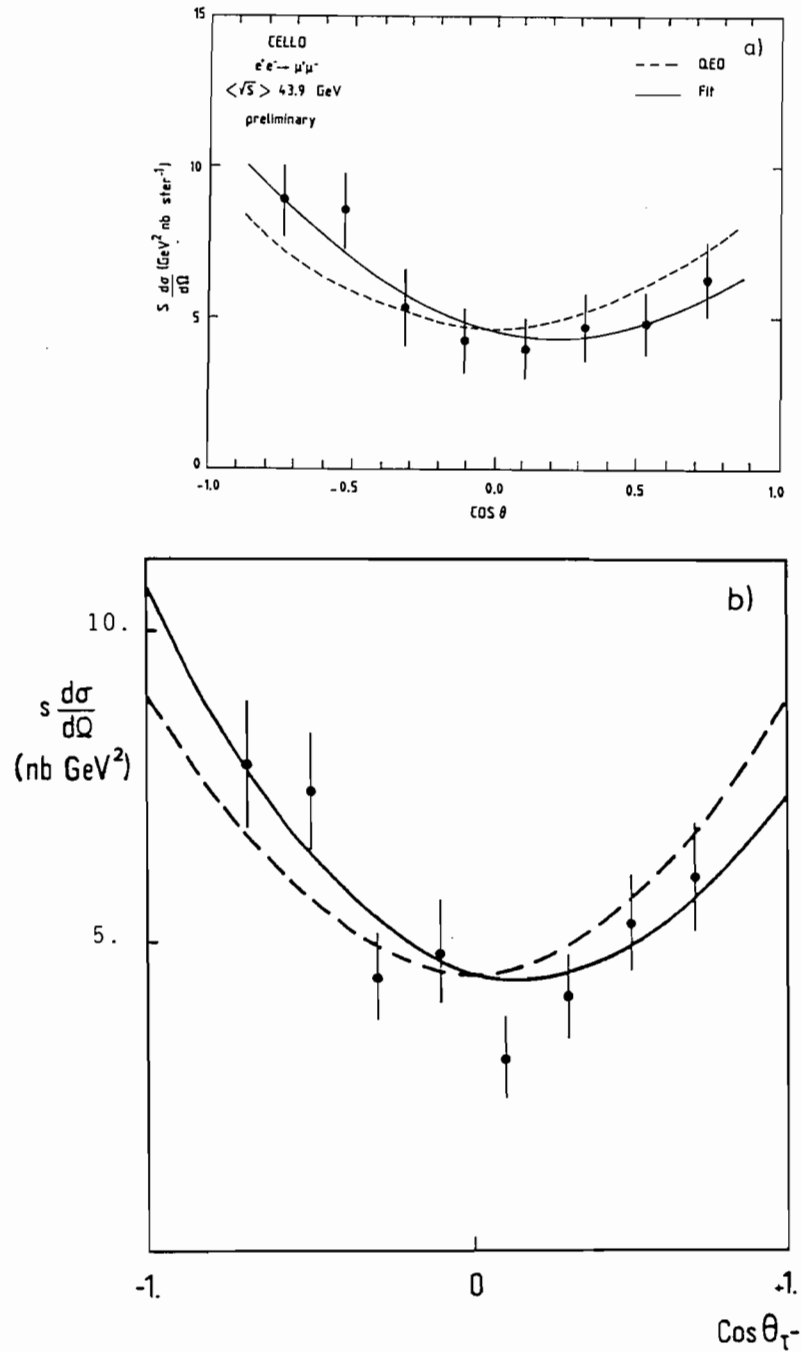 15
CELLO
e⁺e⁻→ μ⁺μ⁻
<√s> 43.9 GeV
preliminary
a)
QED
Fit
10
s dσ/dΩ (GeV² nb ster⁻¹)
5
0
-1.0
-0.5
0.0
0.5
1.0
COS θ
b)
10.
s dσ/dΩ
(nb GeV²)
5.
-1.
0
+1.
Cos θτ-